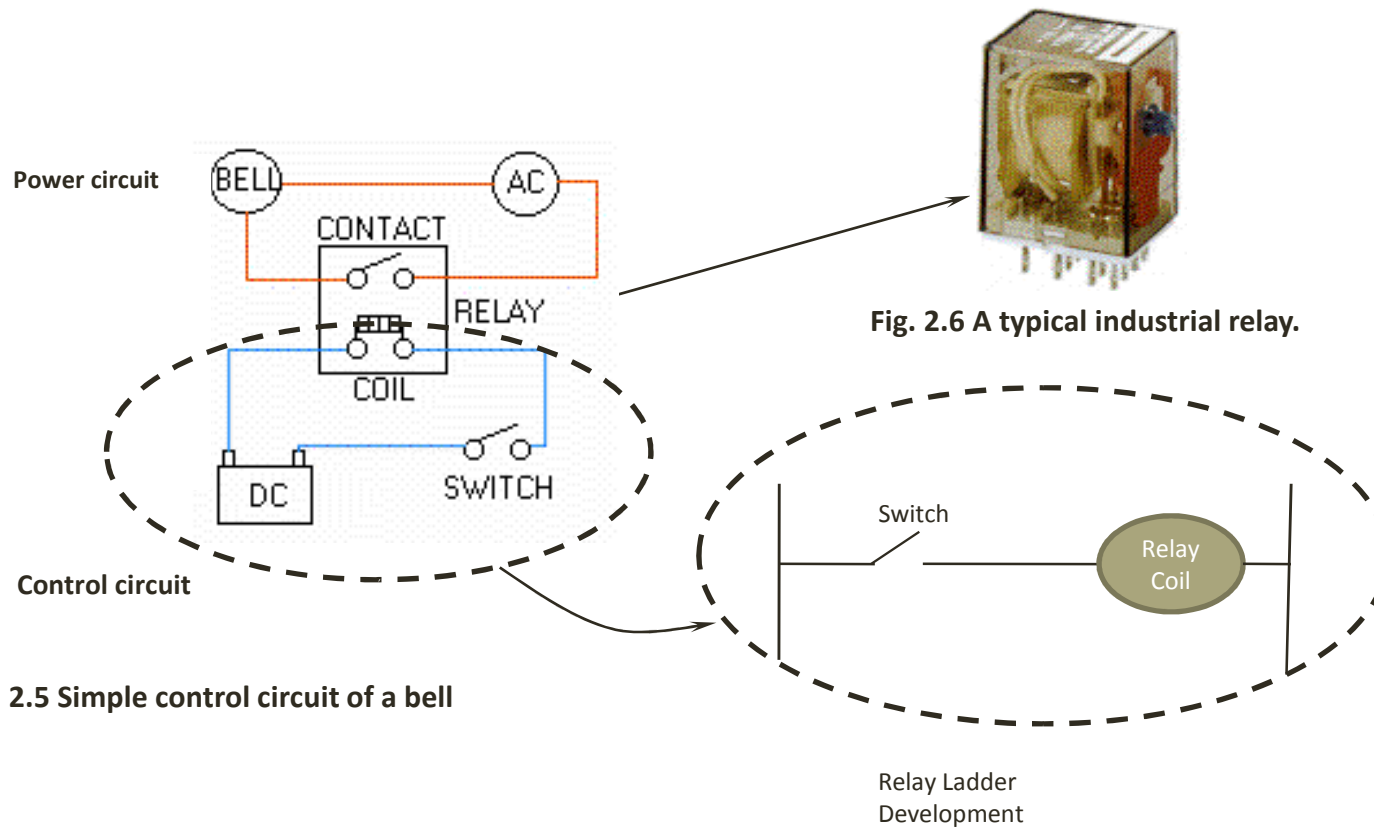 Power circuit
BELL
AC
CONTACT
RELAY
COIL
DC
SWITCH
Control circuit
2.5 Simple control circuit of a bell
Fig. 2.6 A typical industrial relay.
Switch
Relay
Coil
Relay Ladder
Development